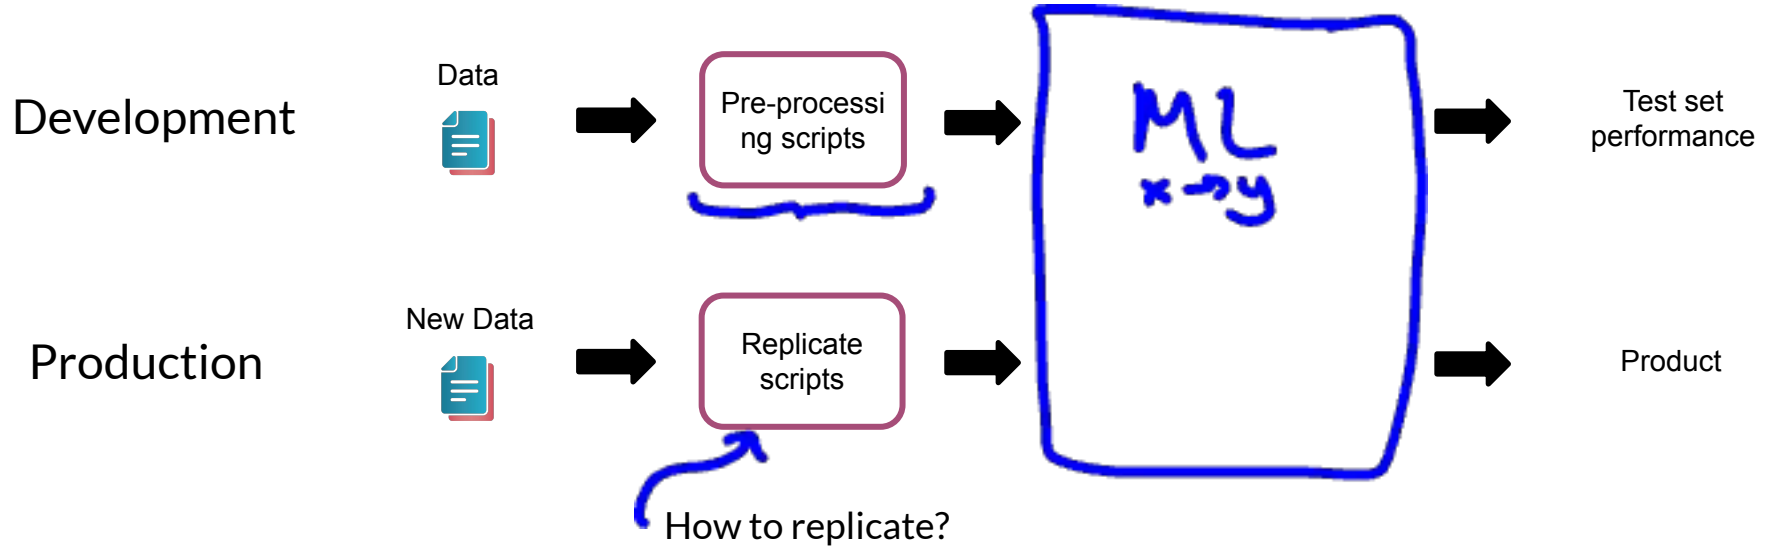 Development
Data
Pre-processi
ng scripts
ML
x→y
Test set
performance
Production
New Data
Replicate
scripts
Product
How to replicate?